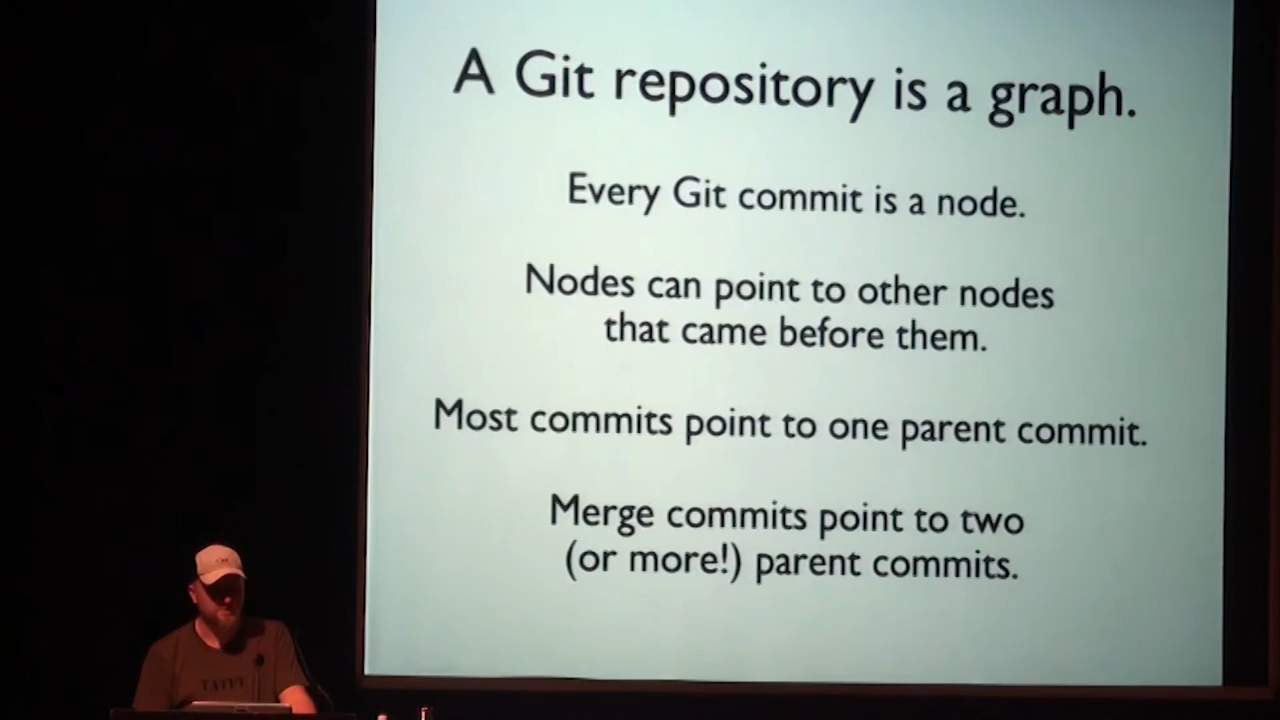 A Git repository is a graph.
Every Git commit is a node.
Nodes can point to other nodes
that came before them.
Most commits point to one parent commit.
Merge commits point to two
(or more!) parent commits.